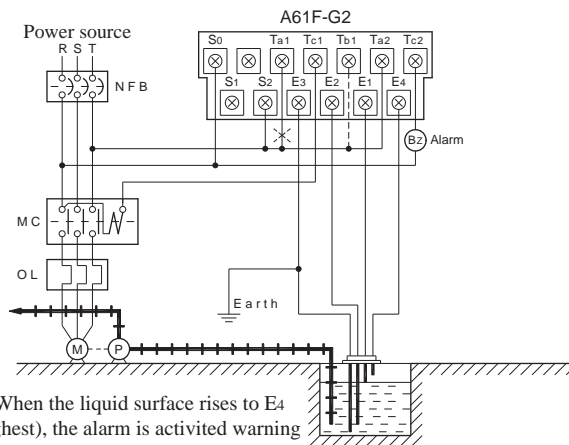 A61F-G2
Power source
R S T
NFB
S0 Ta1 Tc1 Tb1 Ta2 Tc2
S1 S2 E3 E2 E1 E4
Bz Alarm
MC
OL
Earth
M P
When the liquid surface rises to E4
ghest), the alarm is activited warning